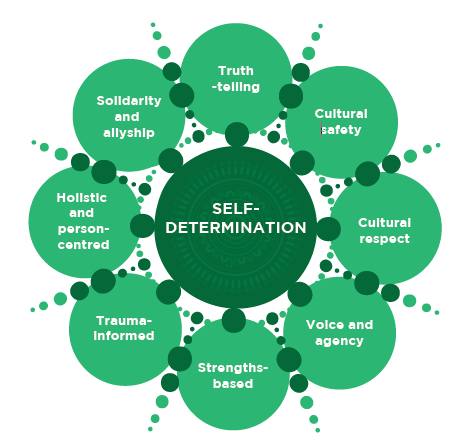 Truth
-telling
Cultural
safety
Cultural
respect
Voice and
agency
Strengths-
based
Trauma-
informed
Holistic
and
person-
centred
Solidarity
and
allyship
SELF-
DETERMINATION